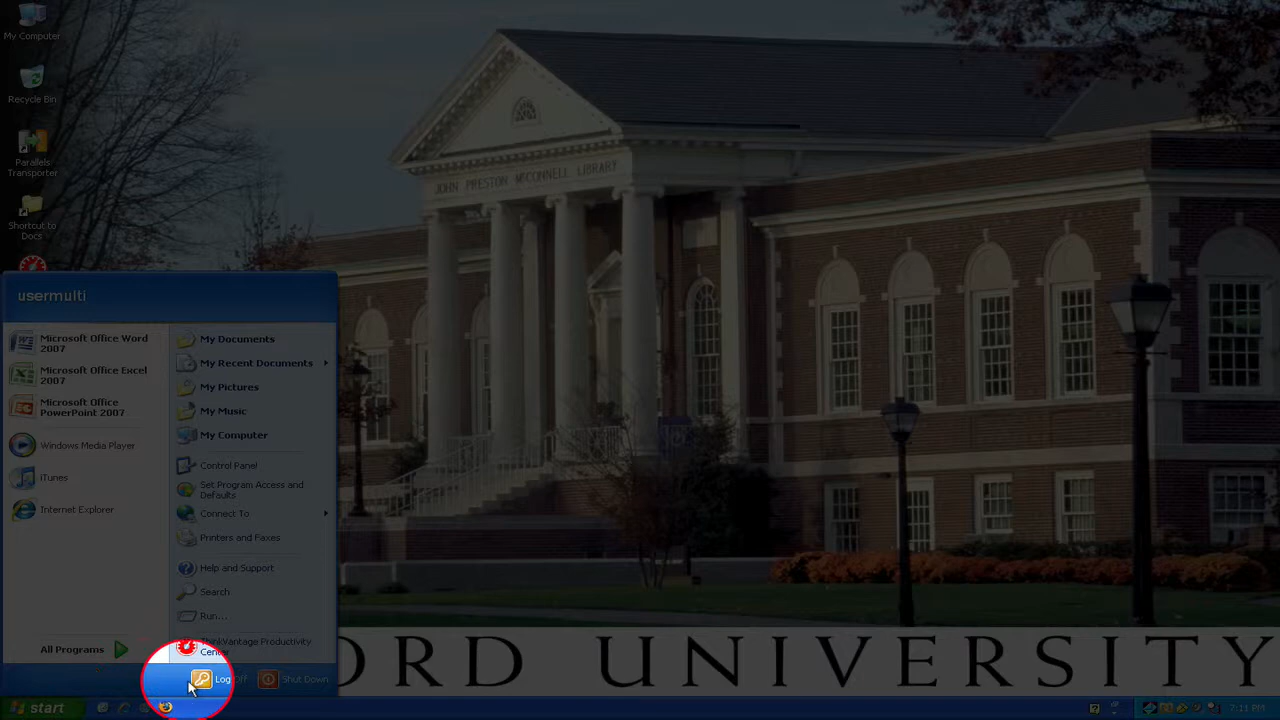 My Computer
Recycle Bin
Parallels
Transporter
Shortcut to
Docs
JOHN PRESTON MCCONNELL LIBRARY
usermulti
Microsoft Office Word
2007
Microsoft Office Excel
2007
Microsoft Office
PowerPoint 2007
Windows Media Player
iTunes
Internet Explorer
All Programs
My Documents
My Recent Documents
My Pictures
My Music
My Computer
Control Panel
Set Program Access and
Defaults
Connect To
Printers and Faxes
Help and Support
Search
Run...
ThinkVantage Productivity
Center
Log Off
Shut Down
ORD UNIVERSITY
start
7:11 PM